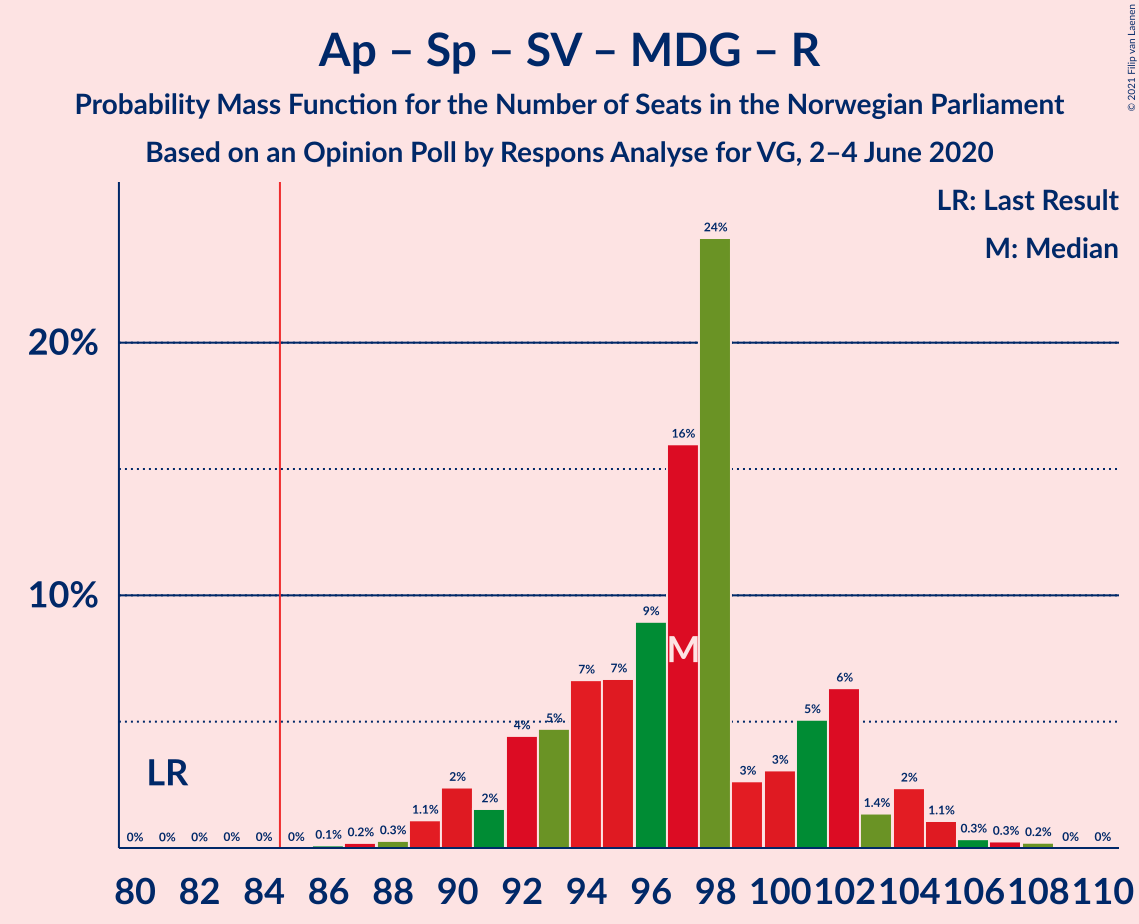 Ap – Sp – SV – MDG – R
Probability Mass Function for the Number of Seats in the Norwegian Parliament
Based on an Opinion Poll by Respons Analyse for VG, 2–4 June 2020
© 2021 Filip van Laenen
LR: Last Result
M: Median
20%
10%
LR
M
0% 0% 0% 0% 0% 0% 0.1% 0.2% 0.3% 1.1% 2% 2% 4% 5% 7% 7% 9% 16% 24% 3% 3% 5% 6% 1.4% 2% 1.1% 0.3% 0.3% 0.2% 0% 0%
80 82 84 86 88 90 92 94 96 98 100 102 104 106 108 110